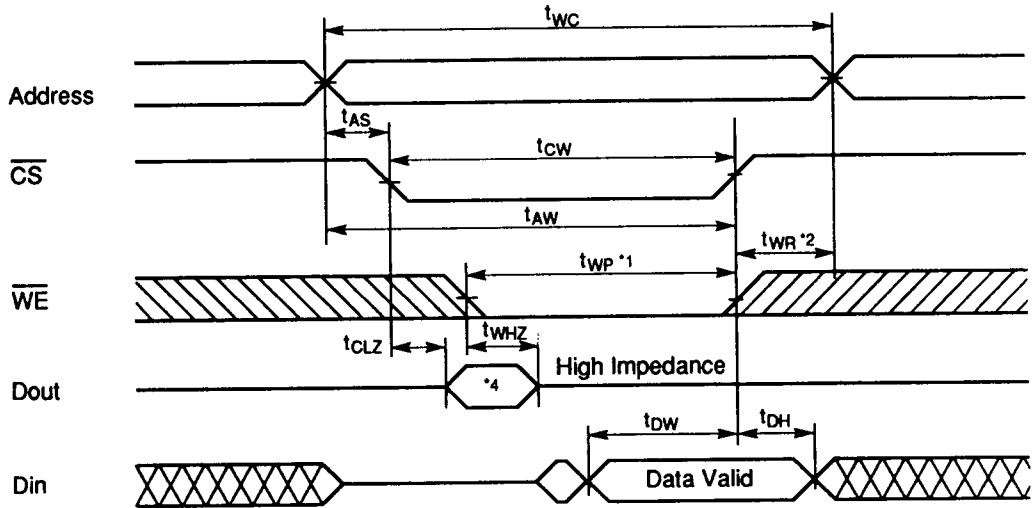 tWC
Address
tAS
tCW
CS
tAW
tWR *2
tWP *1
WE
tCLZ
tWHZ
High Impedance
*4
Dout
tDW
tDH
Din
Data Valid